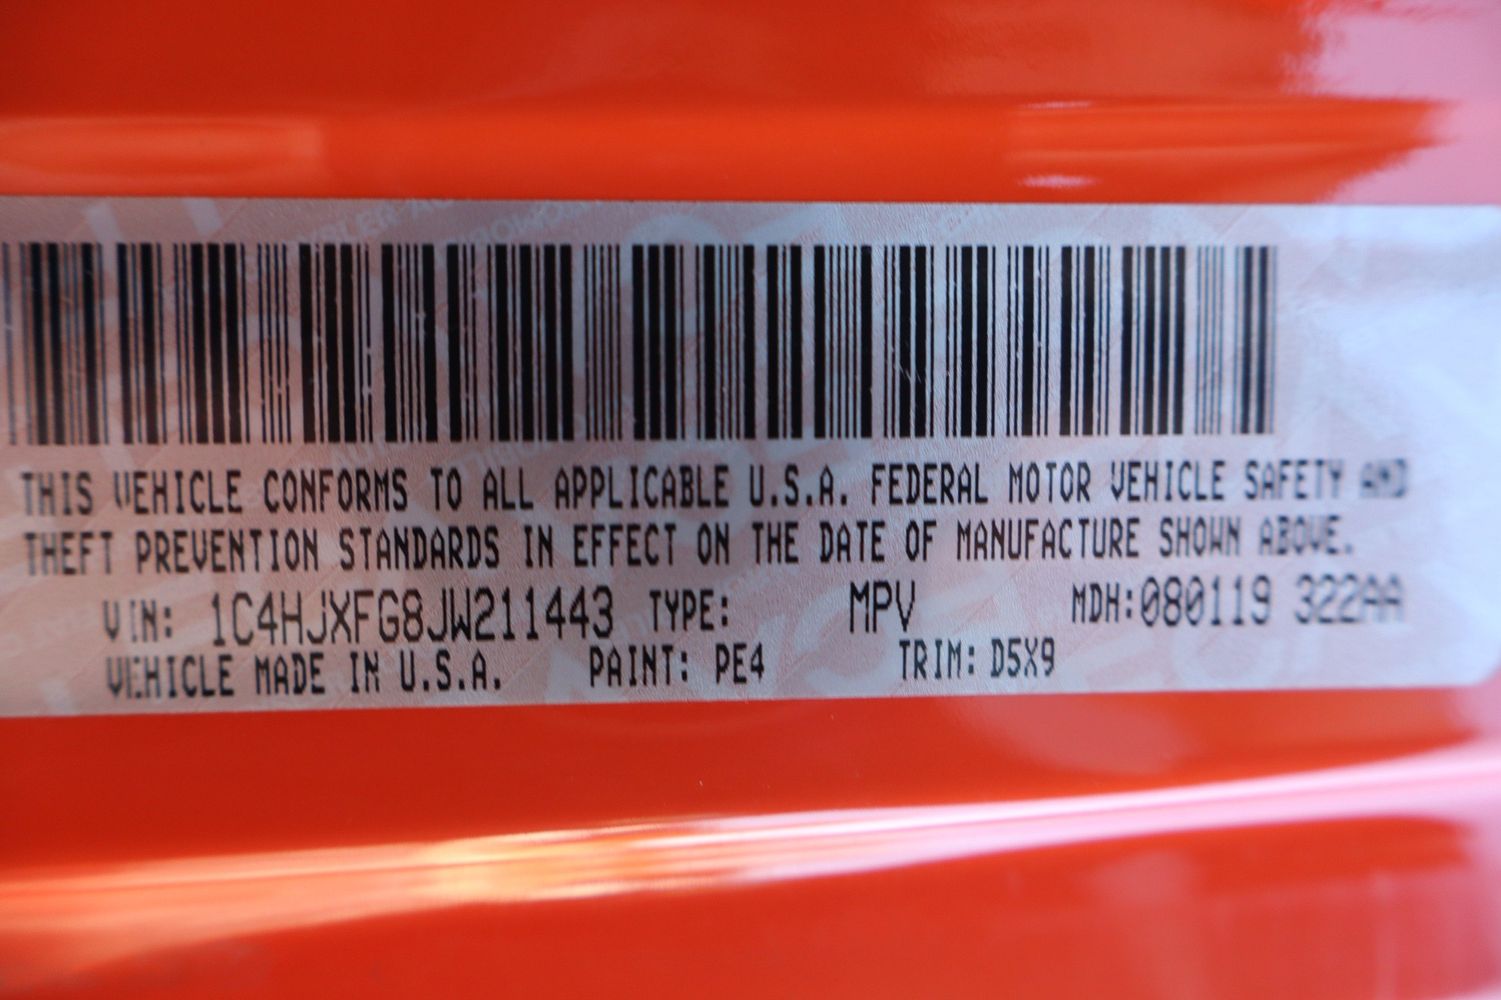 THIS VEHICLE CONFORMS TO ALL APPLICABLE U.S.A. FEDERAL MOTOR VEHICLE SAFETY AND
THEFT PREVENTION STANDARDS IN EFFECT ON THE DATE OF MANUFACTURE SHOWN ABOVE.
VIN: 1C4HJXFG8JW211443 TYPE: MPV MDH:080119 322AA
VEHICLE MADE IN U.S.A. PAINT: PE4 TRIM: D5X9